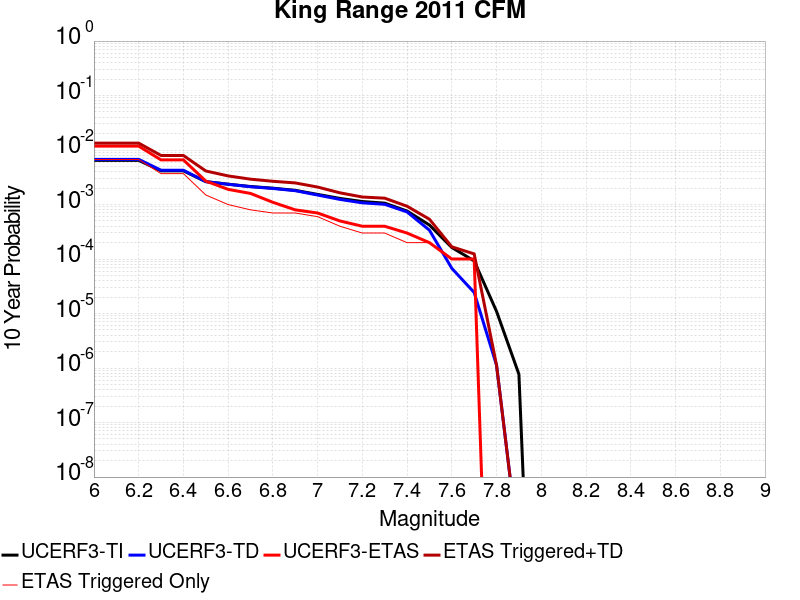 King Range 2011 CFM
10 0
10 -1
10 -2
10 -3
10 -4
10 -5
10 -6
10 -7
10 -8
10 Year Probability
6 6.2 6.4 6.6 6.8 7 7.2 7.4 7.6 7.8 8 8.2 8.4 8.6 8.8 9
Magnitude
UCERF3-TI UCERF3-TD UCERF3-ETAS ETAS Triggered+TD
ETAS Triggered Only